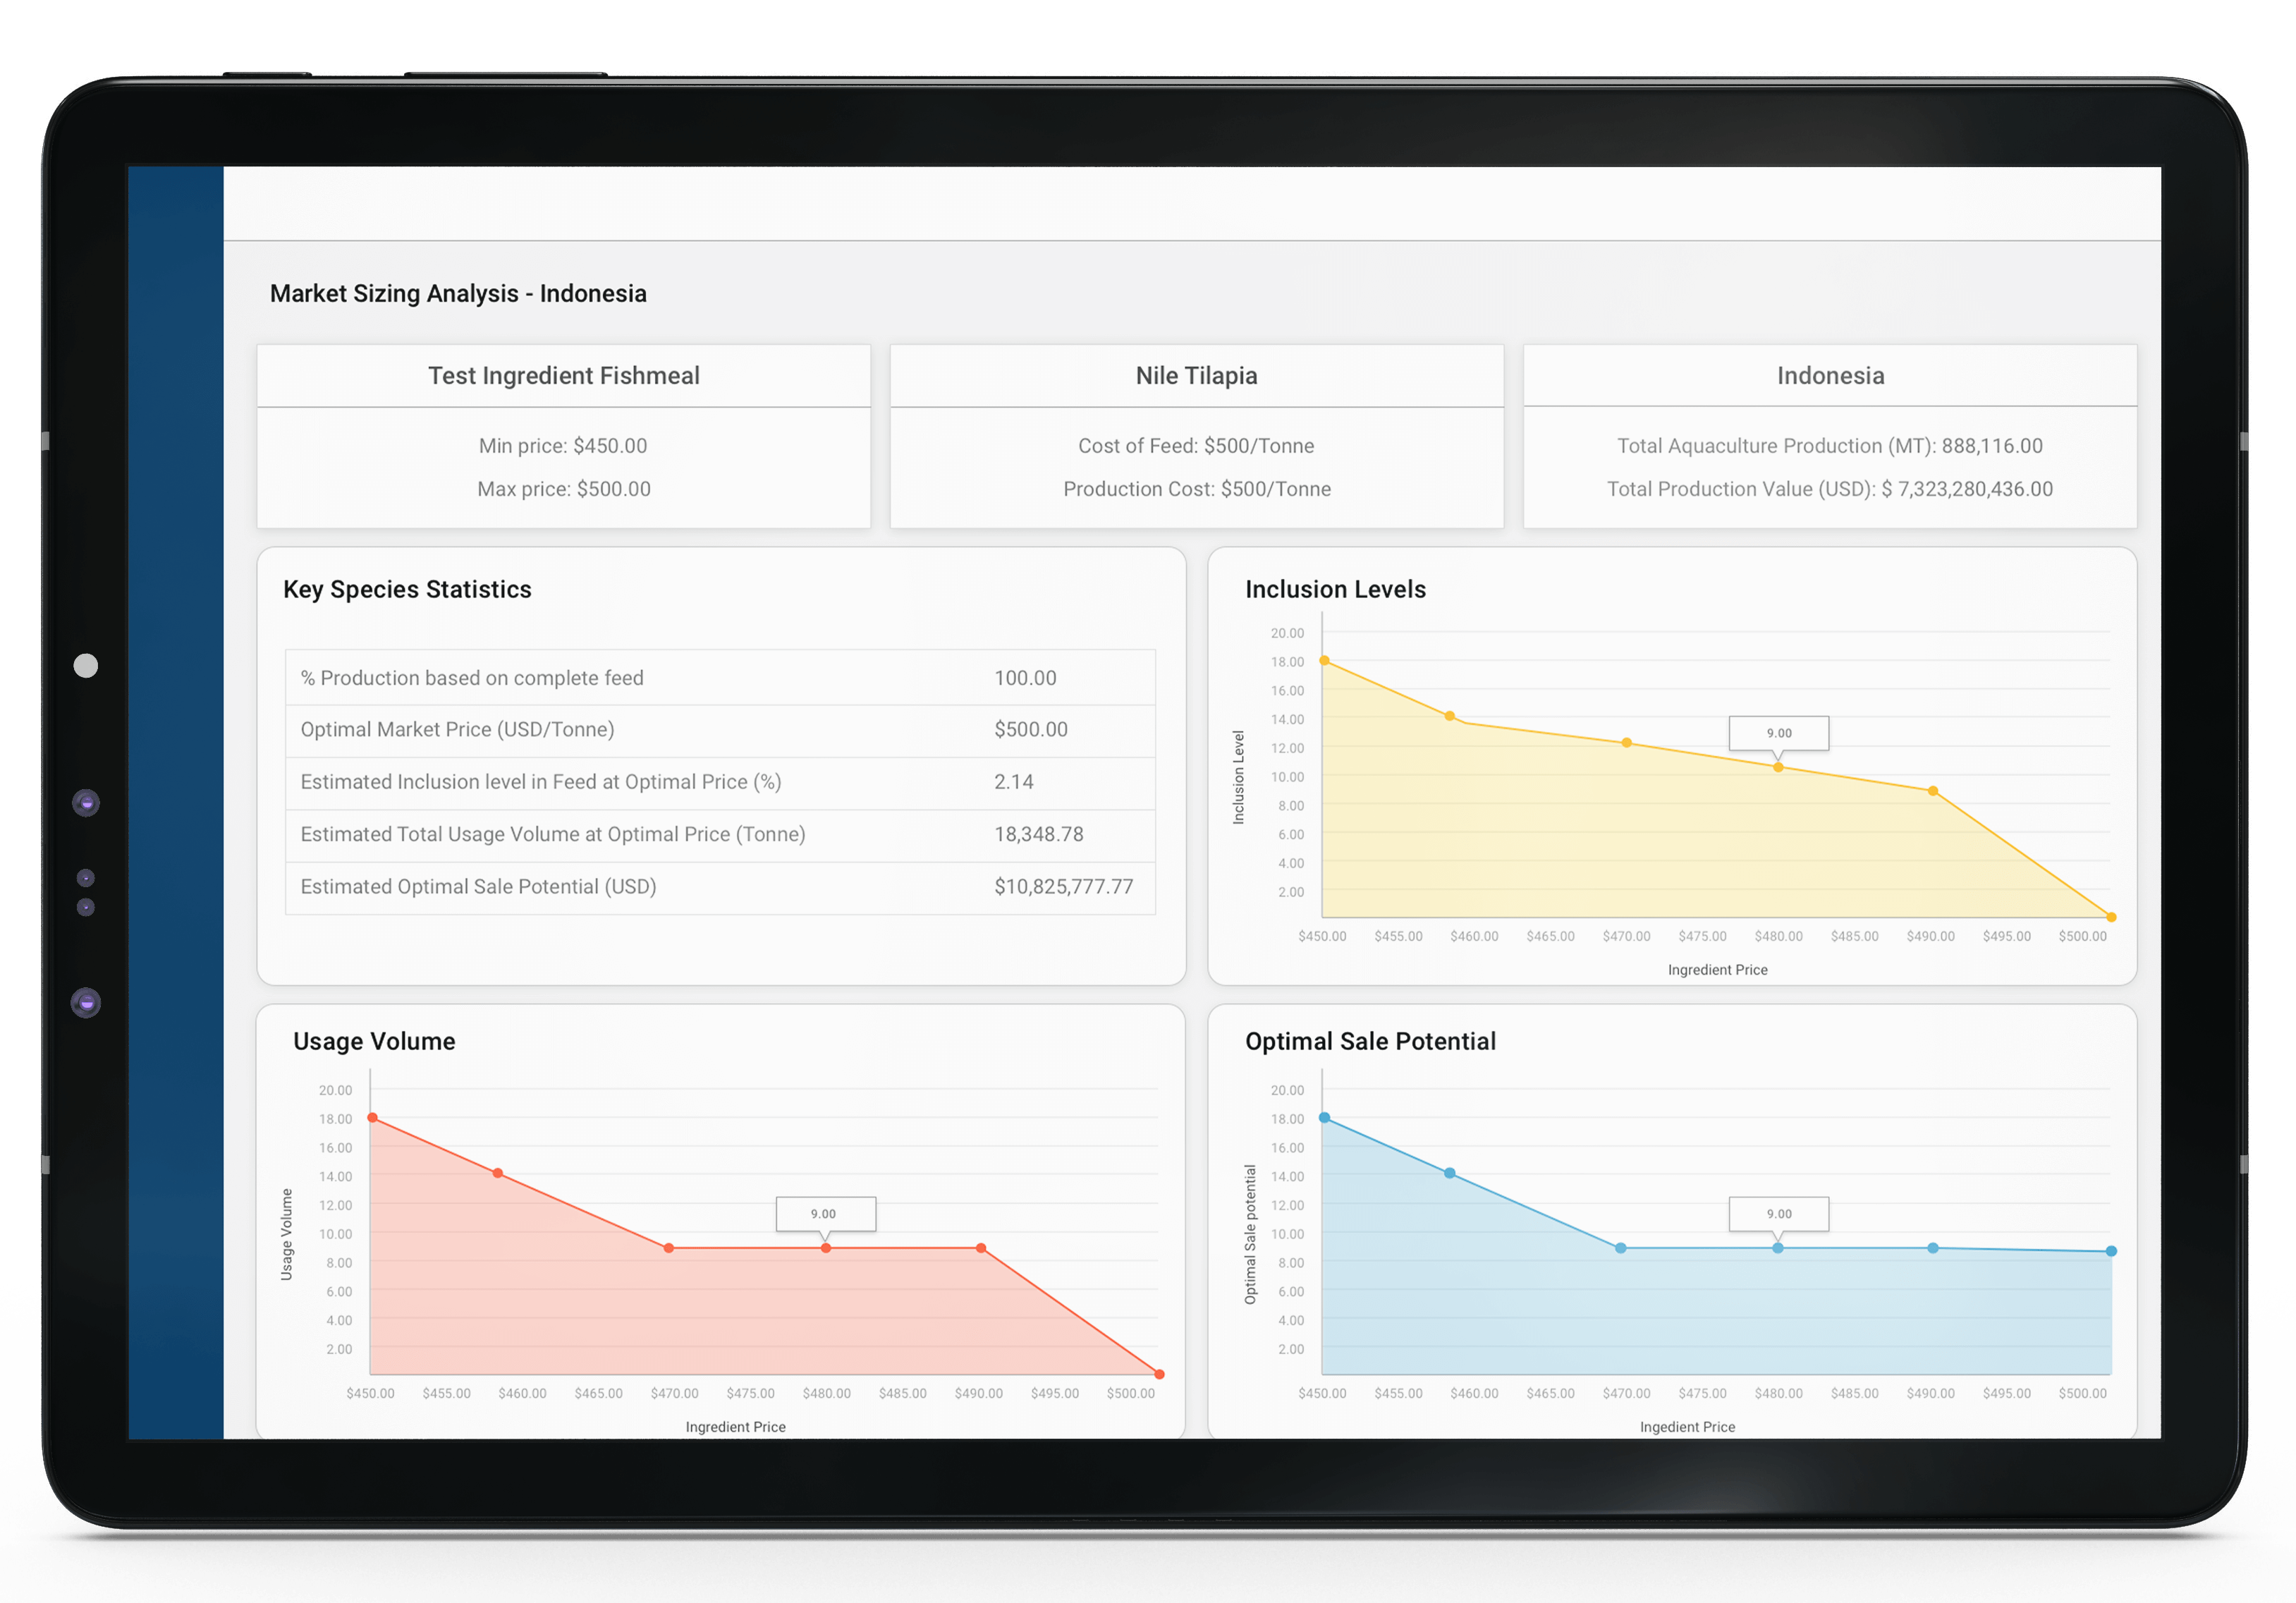 Market Sizing Analysis - Indonesia
Test Ingredient Fishmeal
Min price: $450.00
Max price: $500.00
Nile Tilapia
Cost of Feed: $500/Tonne
Production Cost: $500/Tonne
Indonesia
Total Aquaculture Production (MT): 888,116.00
Total Production Value (USD): $ 7,323,280,436.00
Key Species Statistics
% Production based on complete feed 100.00
Optimal Market Price (USD/Tonne) $500.00
Estimated Inclusion level in Feed at Optimal Price (%) 2.14
Estimated Total Usage Volume at Optimal Price (Tonne) 18,348.78
Estimated Optimal Sale Potential (USD) $10,825,777.77
Inclusion Levels
Inclusion Level
20.00
18.00
16.00
14.00
12.00
10.00
8.00
6.00
4.00
2.00
9.00
$450.00 $455.00 $460.00 $465.00 $470.00 $475.00 $480.00 $485.00 $490.00 $495.00 $500.00
Ingredient Price
Usage Volume
Usage Volume
20.00
18.00
16.00
14.00
12.00
10.00
8.00
6.00
4.00
2.00
9.00
$450.00 $455.00 $460.00 $465.00 $470.00 $475.00 $480.00 $485.00 $490.00 $495.00 $500.00
Ingredient Price
Optimal Sale Potential
Optimal Sale potential
20.00
18.00
16.00
14.00
12.00
10.00
8.00
6.00
4.00
2.00
9.00
$450.00 $455.00 $460.00 $465.00 $470.00 $475.00 $480.00 $485.00 $490.00 $495.00 $500.00
Ingedient Price